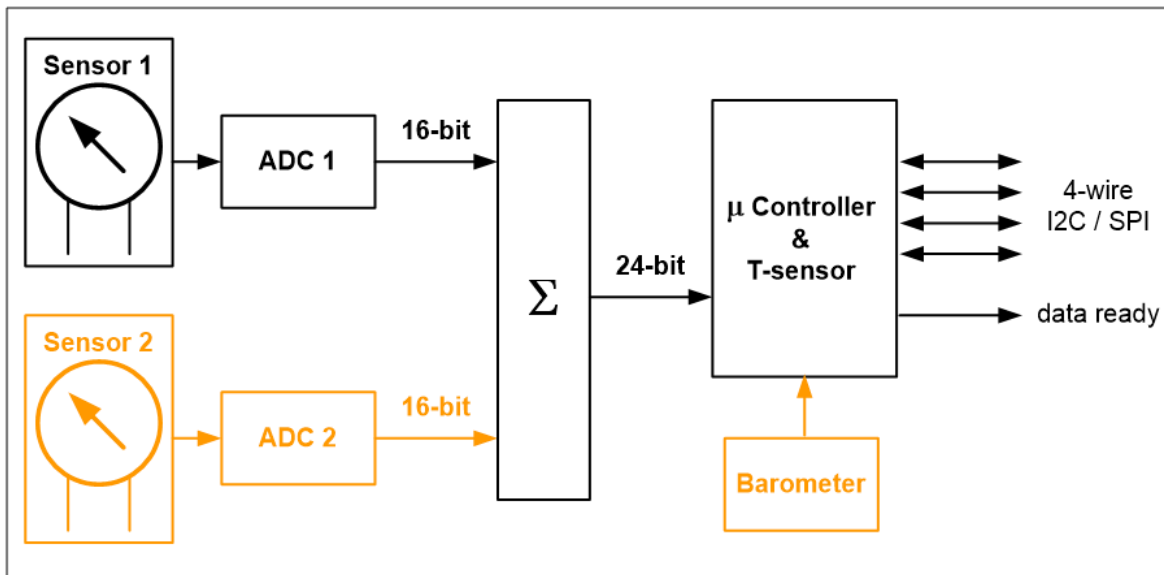 Sensor 1
ADC 1
16-bit
Σ
24-bit
μ Controller
&
T-sensor
4-wire
I2C / SPI
data ready
Sensor 2
ADC 2
16-bit
Barometer